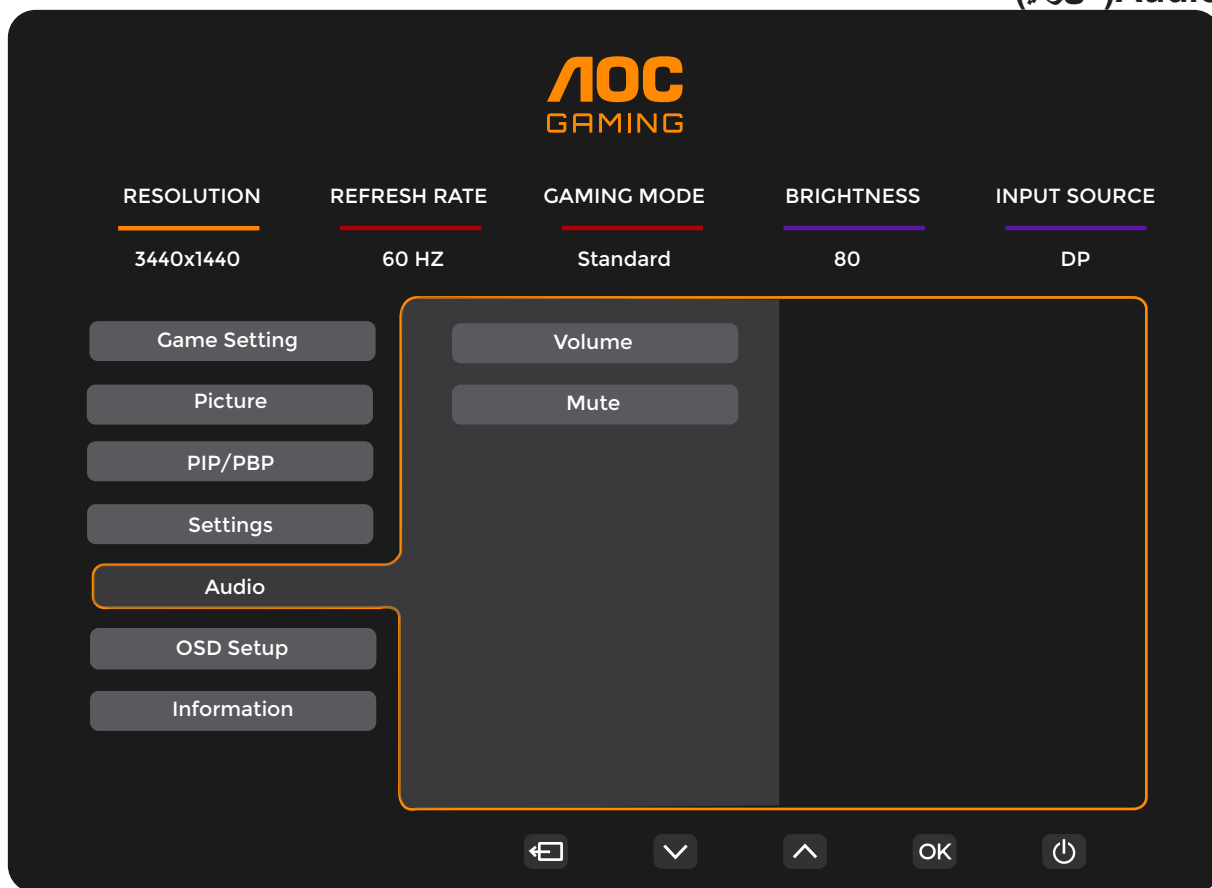 AOC
GAMING
RESOLUTION REFRESH RATE GAMING MODE BRIGHTNESS INPUT SOURCE
3440x1440 60 HZ Standard 80 DP
Game Setting Volume
Picture Mute
PIP/PBP
Settings
Audio
OSD Setup
Information
OK